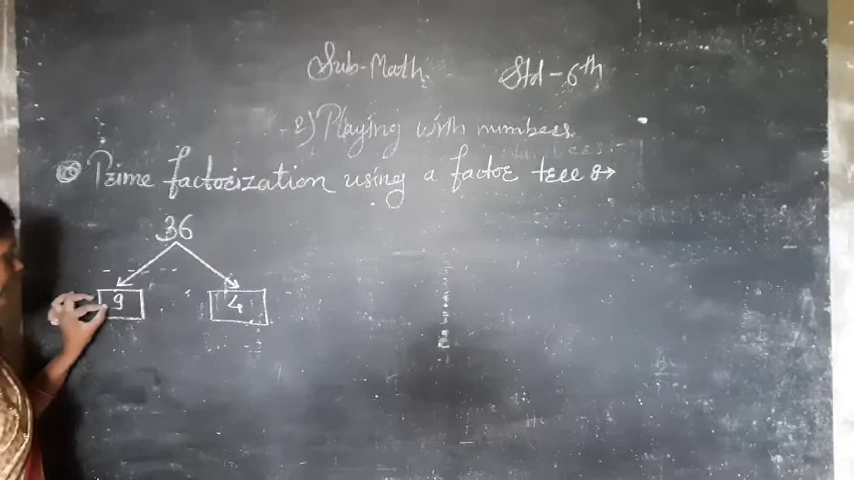 Sub-Math. Std-6th
2) Playing with numbers.
Prime factorization using a factor tree :→
36
9 4